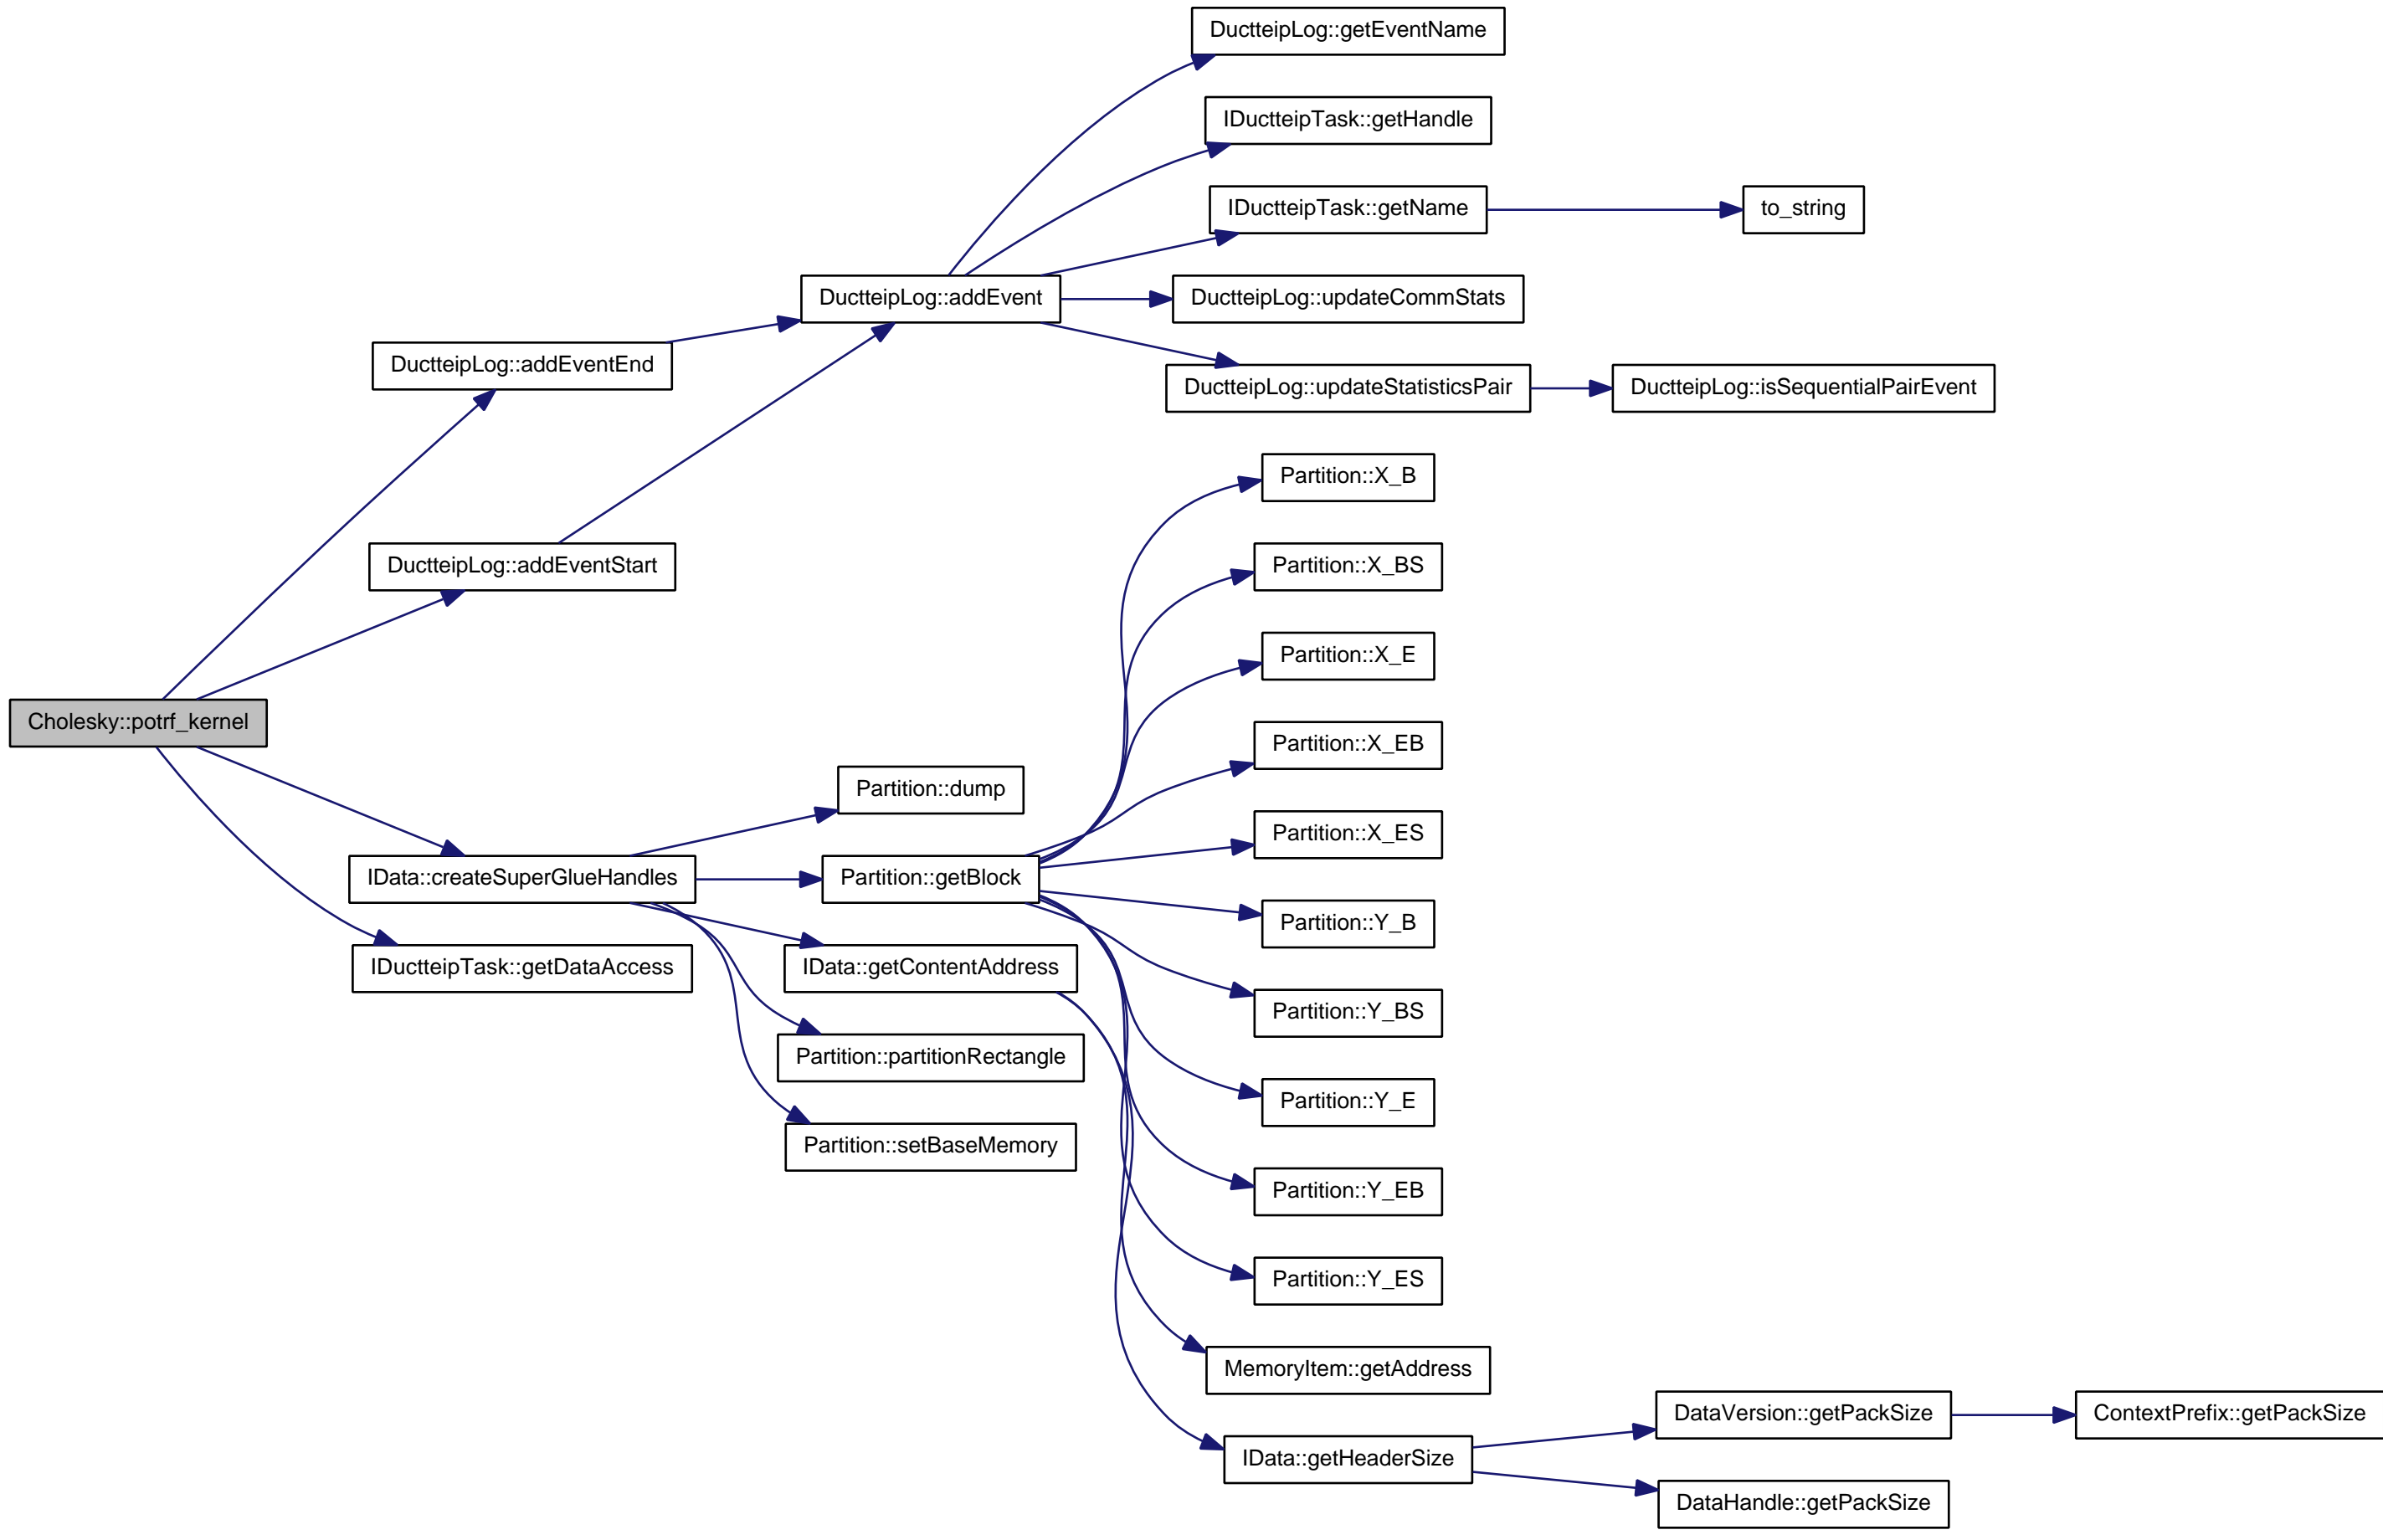 DuctteipLog::getEventName
IDuctteipTask::getHandle
IDuctteipTask::getName
to_string
DuctteipLog::addEvent
DuctteipLog::updateCommStats
DuctteipLog::addEventEnd
DuctteipLog::updateStatisticsPair
DuctteipLog::isSequentialPairEvent
Partition::X_B
DuctteipLog::addEventStart
Partition::X_BS
Partition::X_E
Cholesky::potrf_kernel
Partition::X_EB
Partition::dump
Partition::X_ES
IData::createSuperGlueHandles
Partition::getBlock
Partition::Y_B
IDuctteipTask::getDataAccess
IData::getContentAddress
Partition::Y_BS
Partition::partitionRectangle
Partition::Y_E
Partition::setBaseMemory
Partition::Y_EB
Partition::Y_ES
MemoryItem::getAddress
DataVersion::getPackSize
ContextPrefix::getPackSize
IData::getHeaderSize
DataHandle::getPackSize